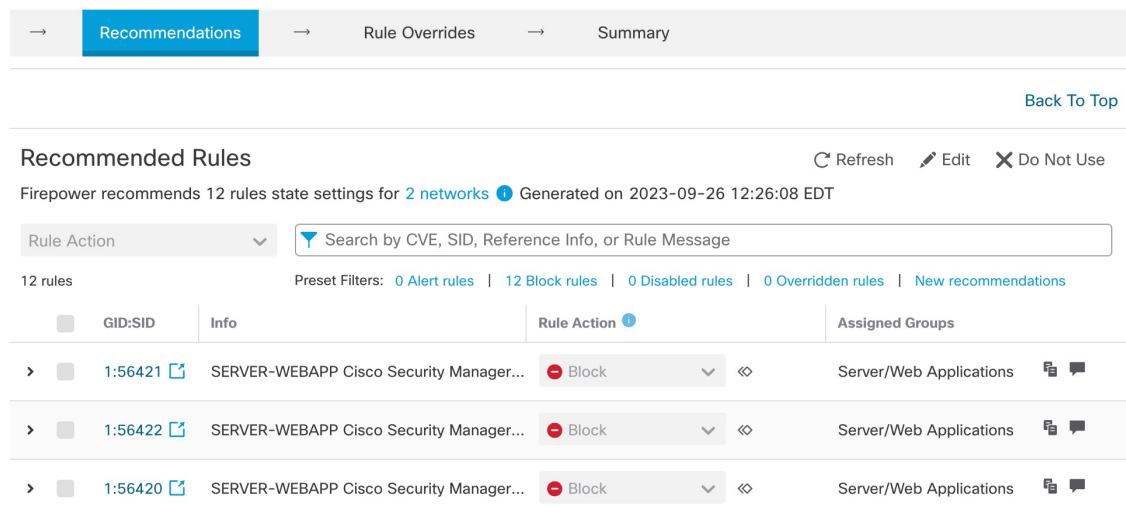 → Recommendations → Rule Overrides → Summary
Back To Top
Recommended Rules
Refresh Edit Do Not Use
Firepower recommends 12 rules state settings for 2 networks Generated on 2023-09-26 12:26:08 EDT
Rule Action Search by CVE, SID, Reference Info, or Rule Message
12 rules Preset Filters: 0 Alert rules | 12 Block rules | 0 Disabled rules | 0 Overridden rules | New recommendations
GID:SID Info Rule Action Assigned Groups
1:56421 SERVER-WEBAPP Cisco Security Manager... Block Server/Web Applications
1:56422 SERVER-WEBAPP Cisco Security Manager... Block Server/Web Applications
1:56420 SERVER-WEBAPP Cisco Security Manager... Block Server/Web Applications